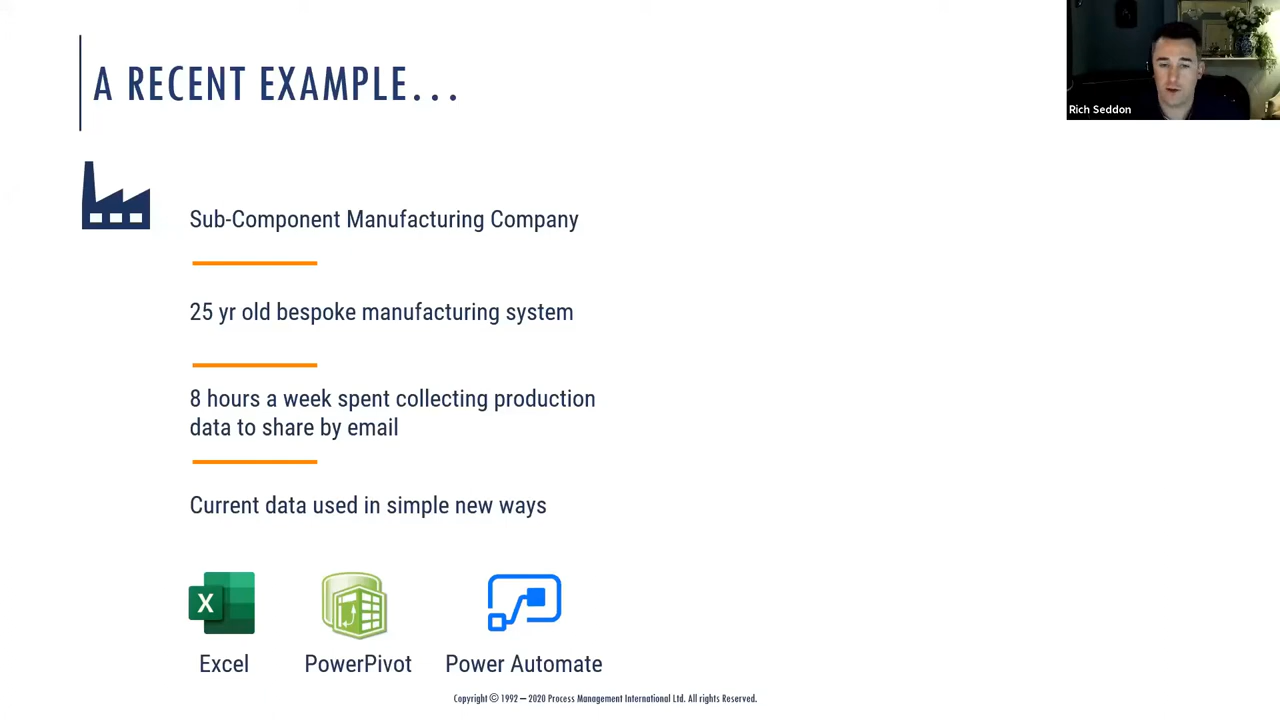 A RECENT EXAMPLE...
Rich Seddon
Sub-Component Manufacturing Company
25 yr old bespoke manufacturing system
8 hours a week spent collecting production
data to share by email
Current data used in simple new ways
X
Excel PowerPivot Power Automate
Copyright © 1992 – 2020 Process Management International Ltd. All rights Reserved.